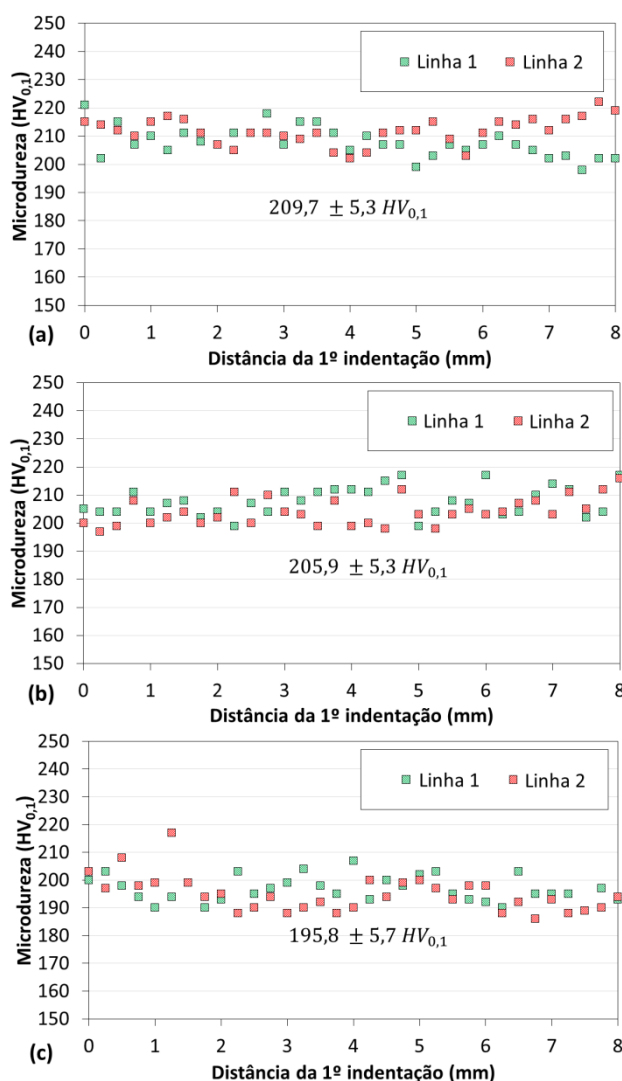 250
240
230
220
210
200
190
180
170
160
150
Microdureza (HV0,1)
Linha 1
Linha 2
209,7 ± 5,3 HV0,1
0 1 2 3 4 5 6 7 8
(a)
Distância da 1º indentação (mm)
250
240
230
220
210
200
190
180
170
160
150
Microdureza (HV0,1)
Linha 1
Linha 2
205,9 ± 5,3 HV0,1
0 1 2 3 4 5 6 7 8
(b)
Distância da 1º indentação (mm)
250
240
230
220
210
200
190
180
170
160
150
Microdureza (HV0,1)
Linha 1
Linha 2
195,8 ± 5,7 HV0,1
0 1 2 3 4 5 6 7 8
(c)
Distância da 1º indentação (mm)